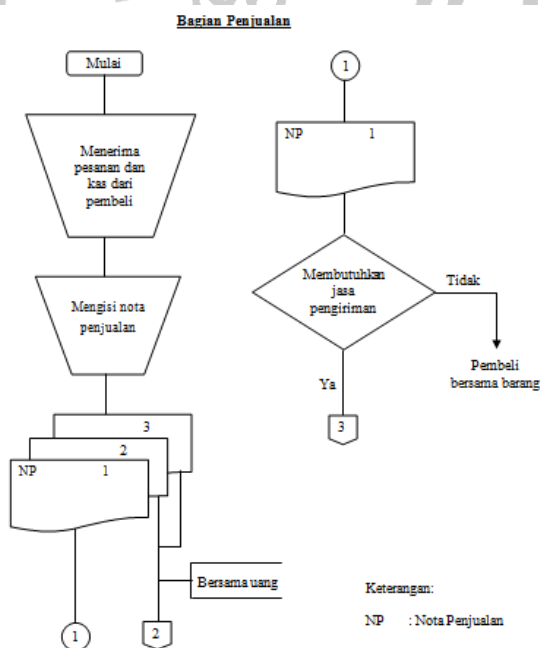 Bagian Penjualan
Mulai
Menerima
pesanan dan
kas dari
pembeli
Mengisi nota
penjualan
3
2
NP 1
Bersama uang
1
2
1
NP 1
Membutuhkan
jasa
pengiriman
Tidak
Pembeli
bersama barang
Ya
3
Keterangan:
NP : Nota Penjualan